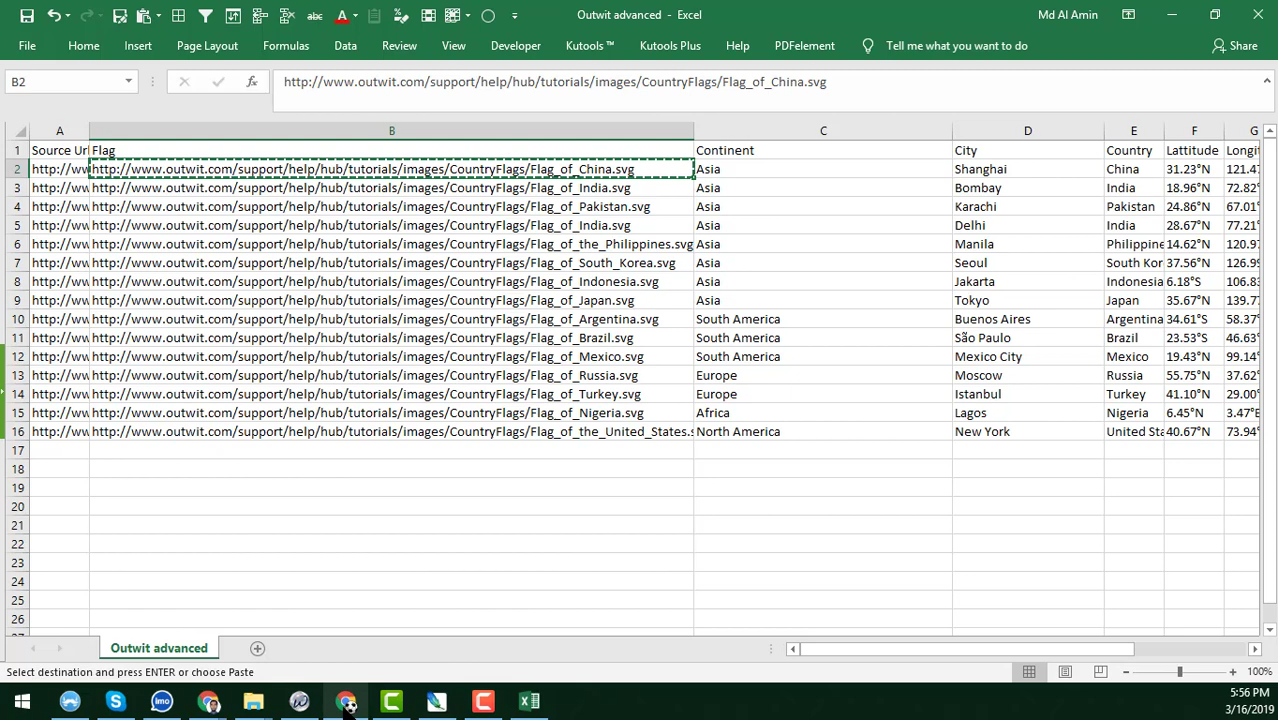 Outwit advanced - Excel
Md Al Amin
File Home Insert Page Layout Formulas Data Review View Developer Kutools ™ Kutools Plus Help PDFelement Tell me what you want to do Share
B2 fx http://www.outwit.com/support/help/hub/tutorials/images/CountryFlags/Flag_of_China.svg
A B C D E F G
1 Source Url Flag Continent City Country Lattitude Longit
2 http://ww http://www.outwit.com/support/help/hub/tutorials/images/CountryFlags/Flag_of_China.svg Asia Shanghai China 31.23°N 121.47
3 http://ww http://www.outwit.com/support/help/hub/tutorials/images/CountryFlags/Flag_of_India.svg Asia Bombay India 18.96°N 72.82°
4 http://ww http://www.outwit.com/support/help/hub/tutorials/images/CountryFlags/Flag_of_Pakistan.svg Asia Karachi Pakistan 24.86°N 67.01°
5 http://ww http://www.outwit.com/support/help/hub/tutorials/images/CountryFlags/Flag_of_India.svg Asia Delhi India 28.67°N 77.21°
6 http://ww http://www.outwit.com/support/help/hub/tutorials/images/CountryFlags/Flag_of_the_Philippines.svg Asia Manila Philippine 14.62°N 120.97
7 http://ww http://www.outwit.com/support/help/hub/tutorials/images/CountryFlags/Flag_of_South_Korea.svg Asia Seoul South Kor 37.56°N 126.99
8 http://ww http://www.outwit.com/support/help/hub/tutorials/images/CountryFlags/Flag_of_Indonesia.svg Asia Jakarta Indonesia 6.18°S 106.83
9 http://ww http://www.outwit.com/support/help/hub/tutorials/images/CountryFlags/Flag_of_Japan.svg Asia Tokyo Japan 35.67°N 139.77
10 http://ww http://www.outwit.com/support/help/hub/tutorials/images/CountryFlags/Flag_of_Argentina.svg South America Buenos Aires Argentina 34.61°S 58.37°
11 http://ww http://www.outwit.com/support/help/hub/tutorials/images/CountryFlags/Flag_of_Brazil.svg South America São Paulo Brazil 23.53°S 46.63°
12 http://ww http://www.outwit.com/support/help/hub/tutorials/images/CountryFlags/Flag_of_Mexico.svg South America Mexico City Mexico 19.43°N 99.14°
13 http://ww http://www.outwit.com/support/help/hub/tutorials/images/CountryFlags/Flag_of_Russia.svg Europe Moscow Russia 55.75°N 37.62°
14 http://ww http://www.outwit.com/support/help/hub/tutorials/images/CountryFlags/Flag_of_Turkey.svg Europe Istanbul Turkey 41.10°N 29.00°
15 http://ww http://www.outwit.com/support/help/hub/tutorials/images/CountryFlags/Flag_of_Nigeria.svg Africa Lagos Nigeria 6.45°N 3.47°E
16 http://ww http://www.outwit.com/support/help/hub/tutorials/images/CountryFlags/Flag_of_the_United_States.s North America New York United Sta 40.67°N 73.94°
17
18
19
20
21
22
23
24
25
26
Outwit advanced
Select destination and press ENTER or choose Paste
100%
imo
5:56 PM
3/16/2019